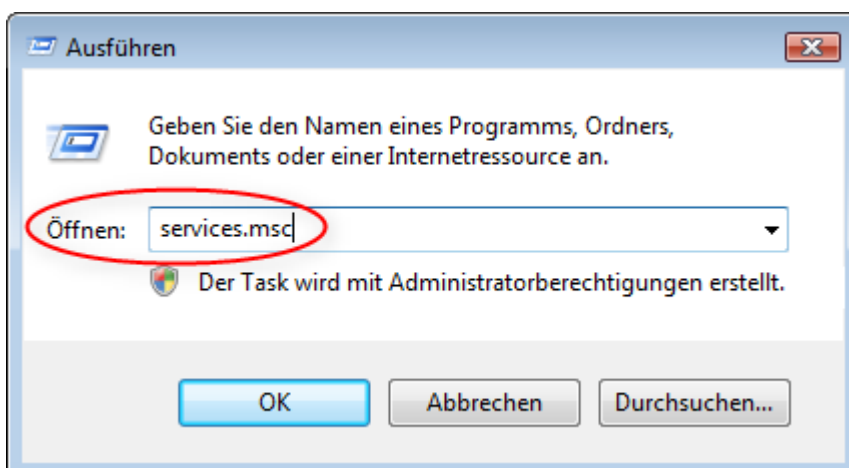 Ausführen
Geben Sie den Namen eines Programms, Ordners,
Dokuments oder einer Internetressource an.
Öffnen: services.msc
Der Task wird mit Administratorberechtigungen erstellt.
OK Abbrechen Durchsuchen...